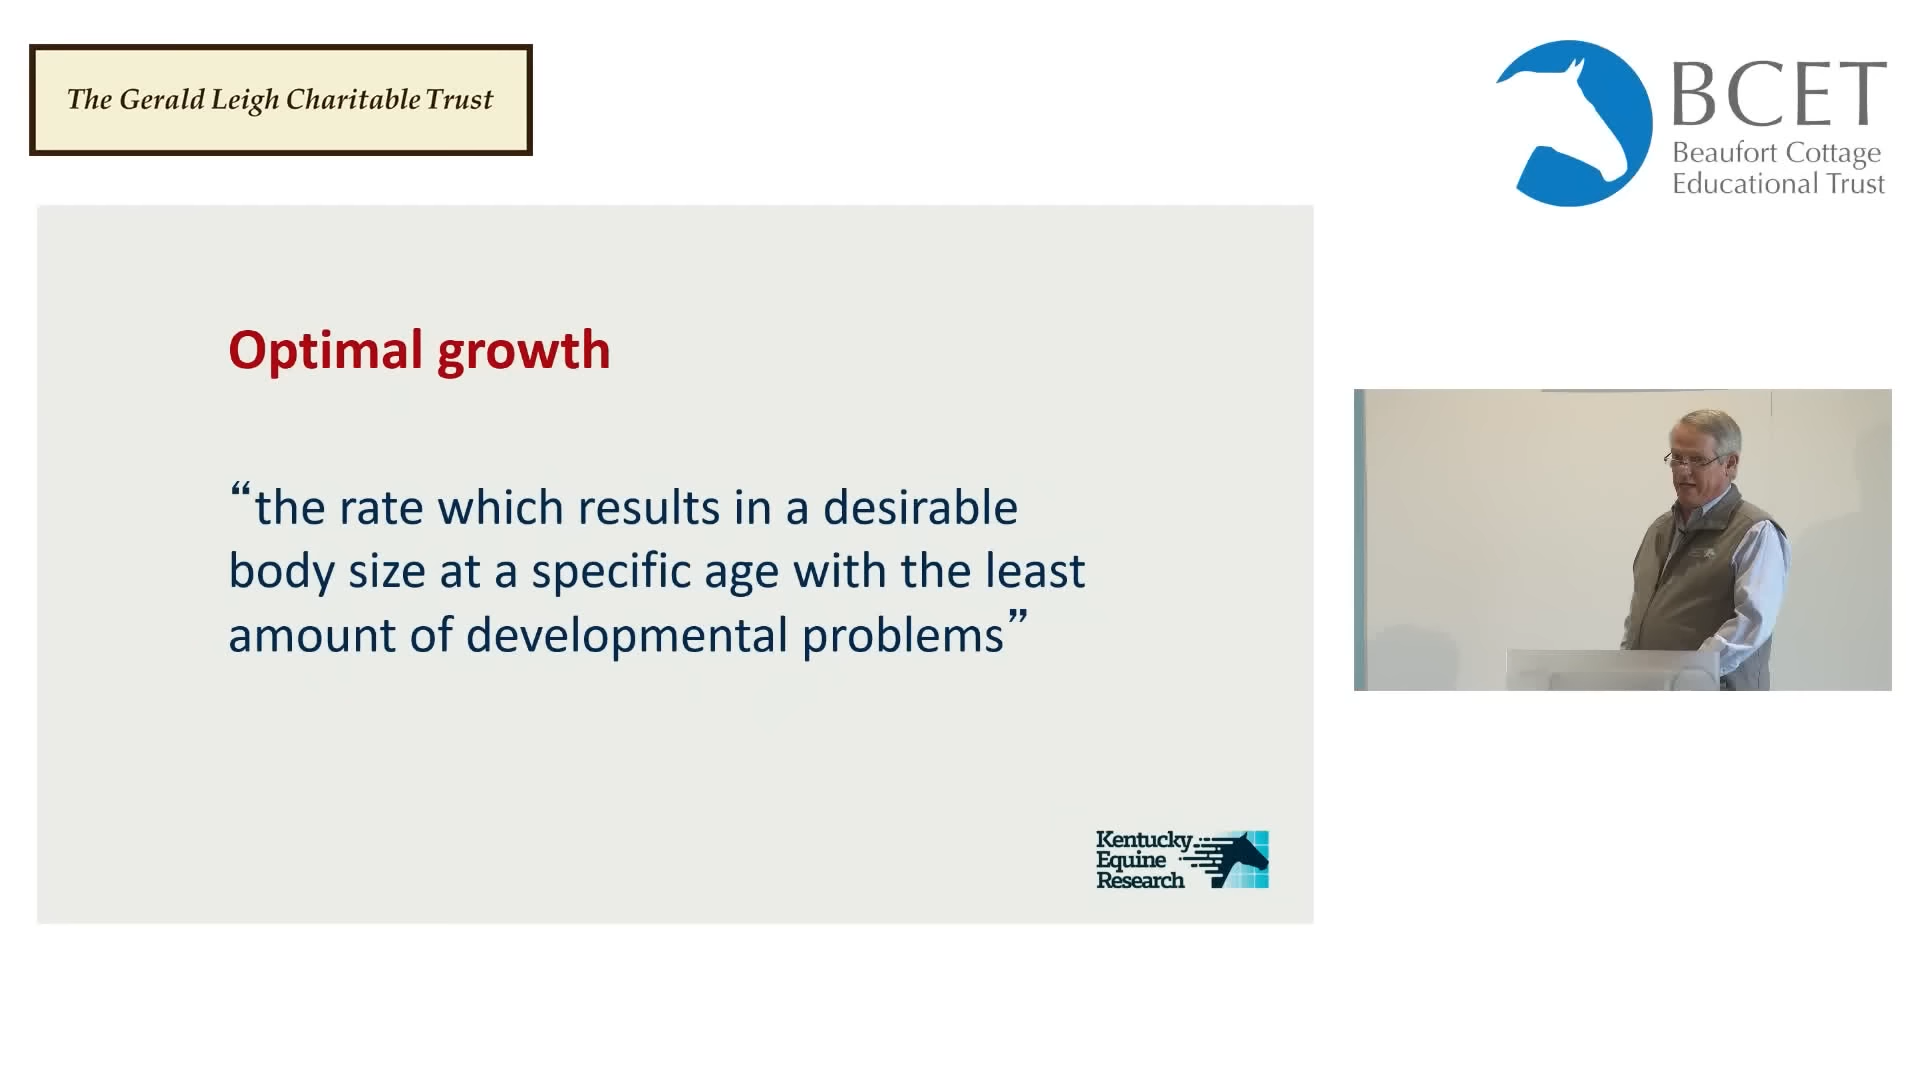 The Gerald Leigh Charitable Trust
BCET
Beaufort Cottage
Educational Trust
Optimal growth
“the rate which results in a desirable
body size at a specific age with the least
amount of developmental problems”
Kentucky
Equine
Research